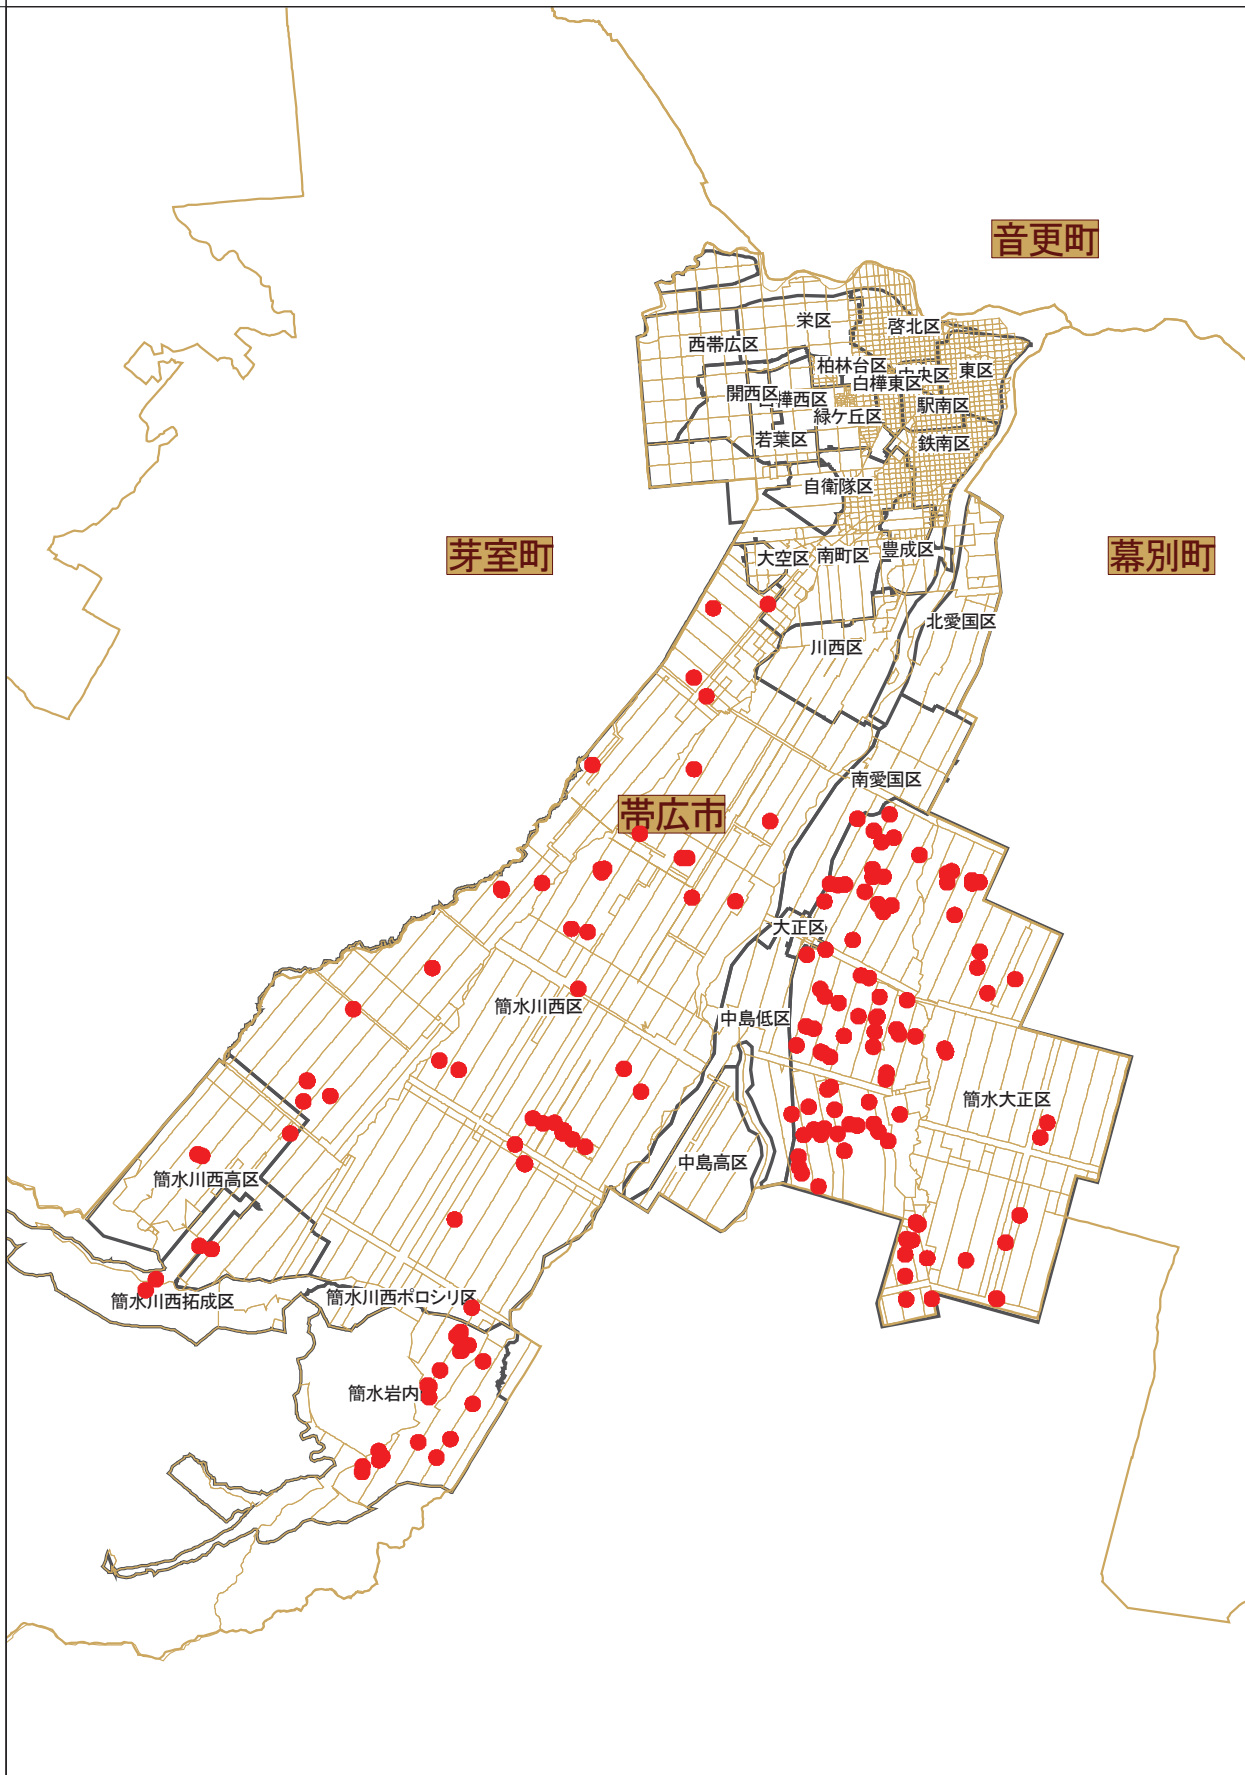 音更町
栄区
啓北区
西帯広区
柏林台区
中央区
東区
白樺東区
開西区
白樺西区
駅南区
緑ケ丘区
若葉区
鉄南区
自衛隊区
芽室町
幕別町
大空区
南町区
豊成区
北愛国区
川西区
南愛国区
帯広市
大正区
簡水川西区
中島低区
簡水大正区
中島高区
簡水川西高区
簡水川西拓成区
簡水川西ポロシリ区
簡水岩内